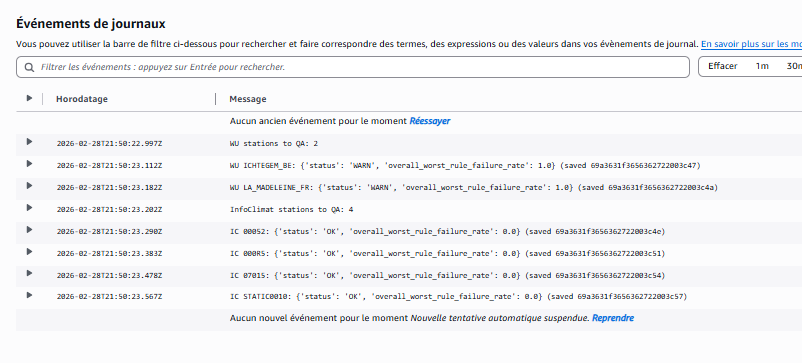 Événements de journaux
Vous pouvez utiliser la barre de filtre ci-dessous pour rechercher et faire correspondre des termes, des expressions ou des valeurs dans vos évènements de journal. En savoir plus sur les mo
Filtrer les événements : appuyez sur Entrée pour rechercher.
Effacer 1m 30m
Horodatage Message
Aucun ancien événement pour le moment Réessayer
2026-02-28T21:50:22.997Z WU stations to QA: 2
2026-02-28T21:50:23.112Z WU ICHTEGEM_BE: {'status': 'WARN', 'overall_worst_rule_failure_rate': 1.0} (saved 69a3631f3656362722003c47)
2026-02-28T21:50:23.182Z WU LA_MADELEINE_FR: {'status': 'WARN', 'overall_worst_rule_failure_rate': 1.0} (saved 69a3631f3656362722003c4a)
2026-02-28T21:50:23.202Z InfoClimat stations to QA: 4
2026-02-28T21:50:23.290Z IC 00052: {'status': 'OK', 'overall_worst_rule_failure_rate': 0.0} (saved 69a3631f3656362722003c4e)
2026-02-28T21:50:23.383Z IC 000R5: {'status': 'OK', 'overall_worst_rule_failure_rate': 0.0} (saved 69a3631f3656362722003c51)
2026-02-28T21:50:23.478Z IC 07015: {'status': 'OK', 'overall_worst_rule_failure_rate': 0.0} (saved 69a3631f3656362722003c54)
2026-02-28T21:50:23.567Z IC STATIC0010: {'status': 'OK', 'overall_worst_rule_failure_rate': 0.0} (saved 69a3631f3656362722003c57)
Aucun nouvel événement pour le moment Nouvelle tentative automatique suspendue. Reprendre